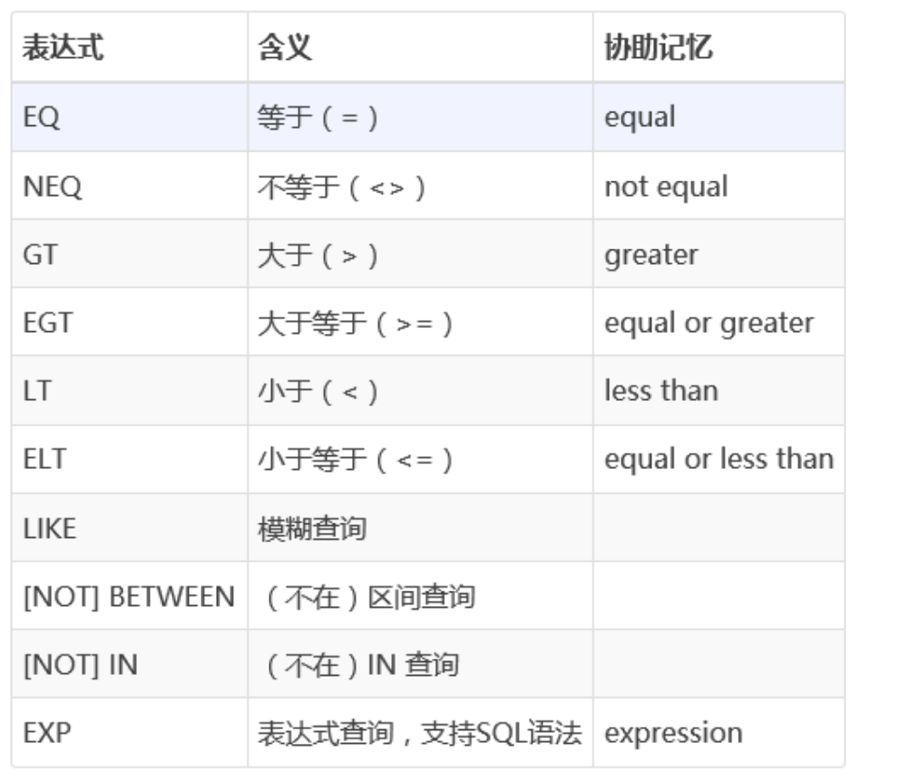 表达式 含义 协助记忆
EQ 等于（ = ） equal
NEQ 不等于（ <> ） not equal
GT 大于（ > ） greater
EGT 大于等于（ >= ） equal or greater
LT 小于（ < ） less than
ELT 小于等于（ <= ） equal or less than
LIKE 模糊查询
[NOT] BETWEEN （不在）区间查询
[NOT] IN （不在）IN 查询
EXP 表达式查询，支持SQL语法 expression